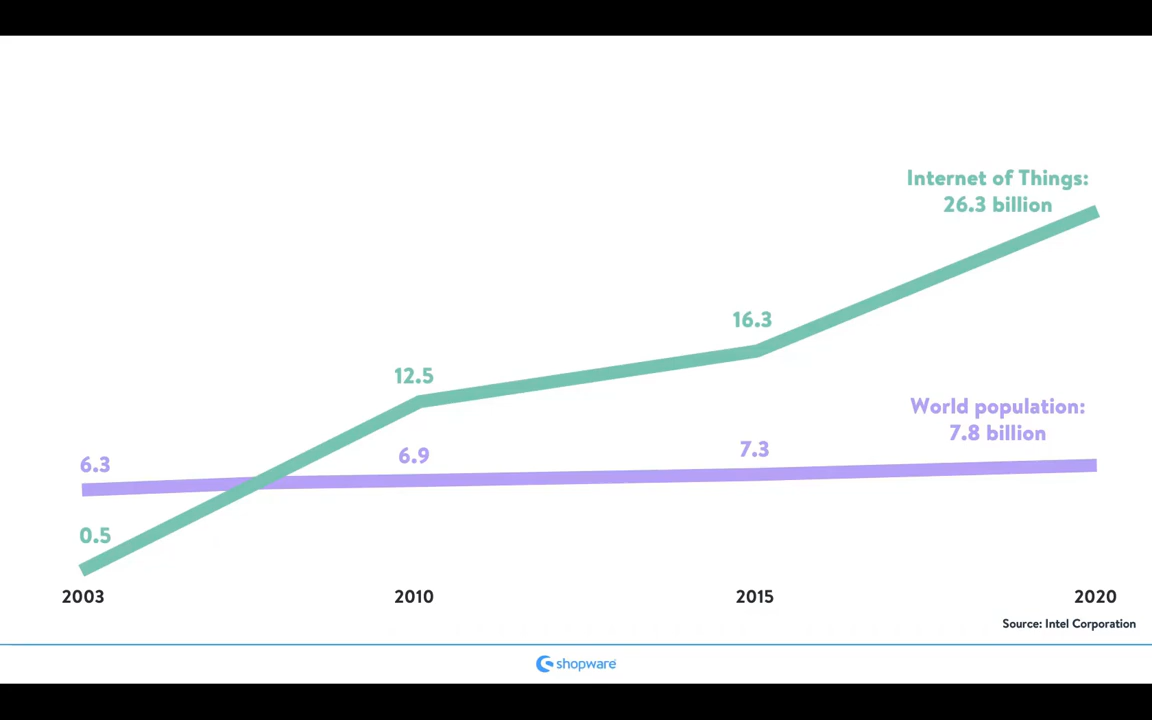 Internet of Things:
26.3 billion
16.3
12.5
World population:
7.8 billion
6.3
6.9
7.3
0.5
2003
2010
2015
2020
Source: Intel Corporation
shopware